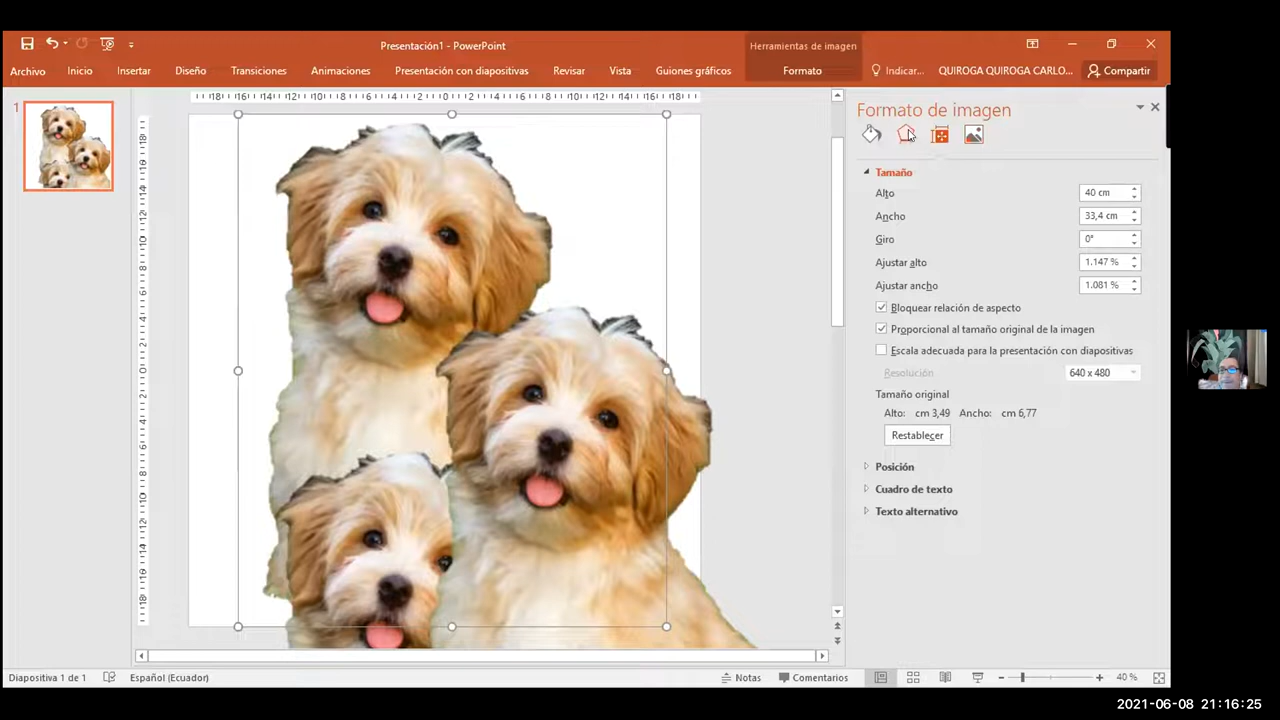 Presentación1 - PowerPoint
Herramientas de imagen
Archivo Inicio Insertar Diseño Transiciones Animaciones Presentación con diapositivas Revisar Vista Guiones gráficos Formato Indicar... QUIROGA QUIROGA CARLO... Compartir
1
Formato de imagen
Tamaño
Alto 40 cm
Ancho 33,4 cm
Giro 0°
Ajustar alto 1.147 %
Ajustar ancho 1.081 %
Bloquear relación de aspecto
Proporcional al tamaño original de la imagen
Escala adecuada para la presentación con diapositivas
Resolución 640 x 480
Tamaño original
Alto: cm 3,49 Ancho: cm 6,77
Restablecer
Posición
Cuadro de texto
Texto alternativo
Diapositiva 1 de 1 Español (Ecuador) Notas Comentarios 40 %
2021-06-08 21:16:25